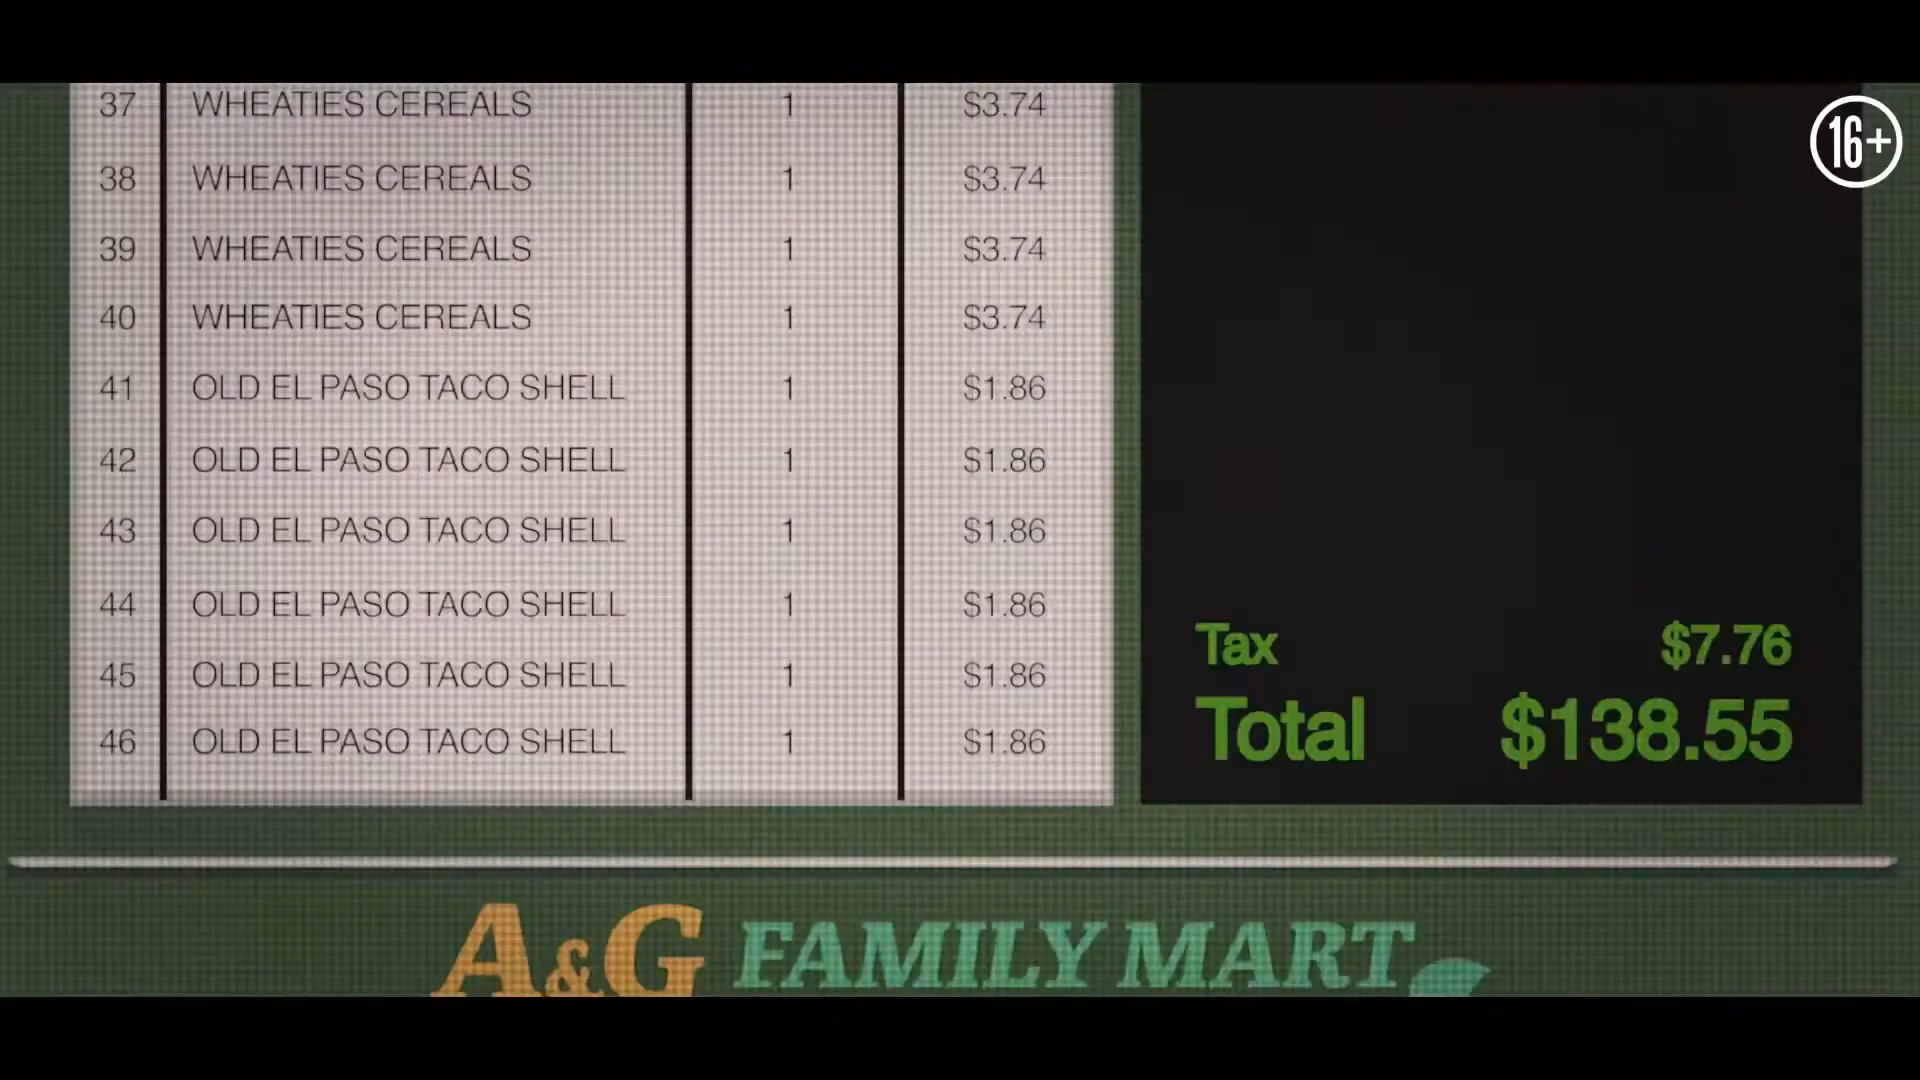 37 WHEATIES CEREALS 1 $3.74
16+
38 WHEATIES CEREALS 1 $3.74
39 WHEATIES CEREALS 1 $3.74
40 WHEATIES CEREALS 1 $3.74
41 OLD EL PASO TACO SHELL 1 $1.86
42 OLD EL PASO TACO SHELL 1 $1.86
43 OLD EL PASO TACO SHELL 1 $1.86
44 OLD EL PASO TACO SHELL 1 $1.86
45 OLD EL PASO TACO SHELL 1 $1.86
46 OLD EL PASO TACO SHELL 1 $1.86
Tax $7.76
Total $138.55
A&G FAMILY MART